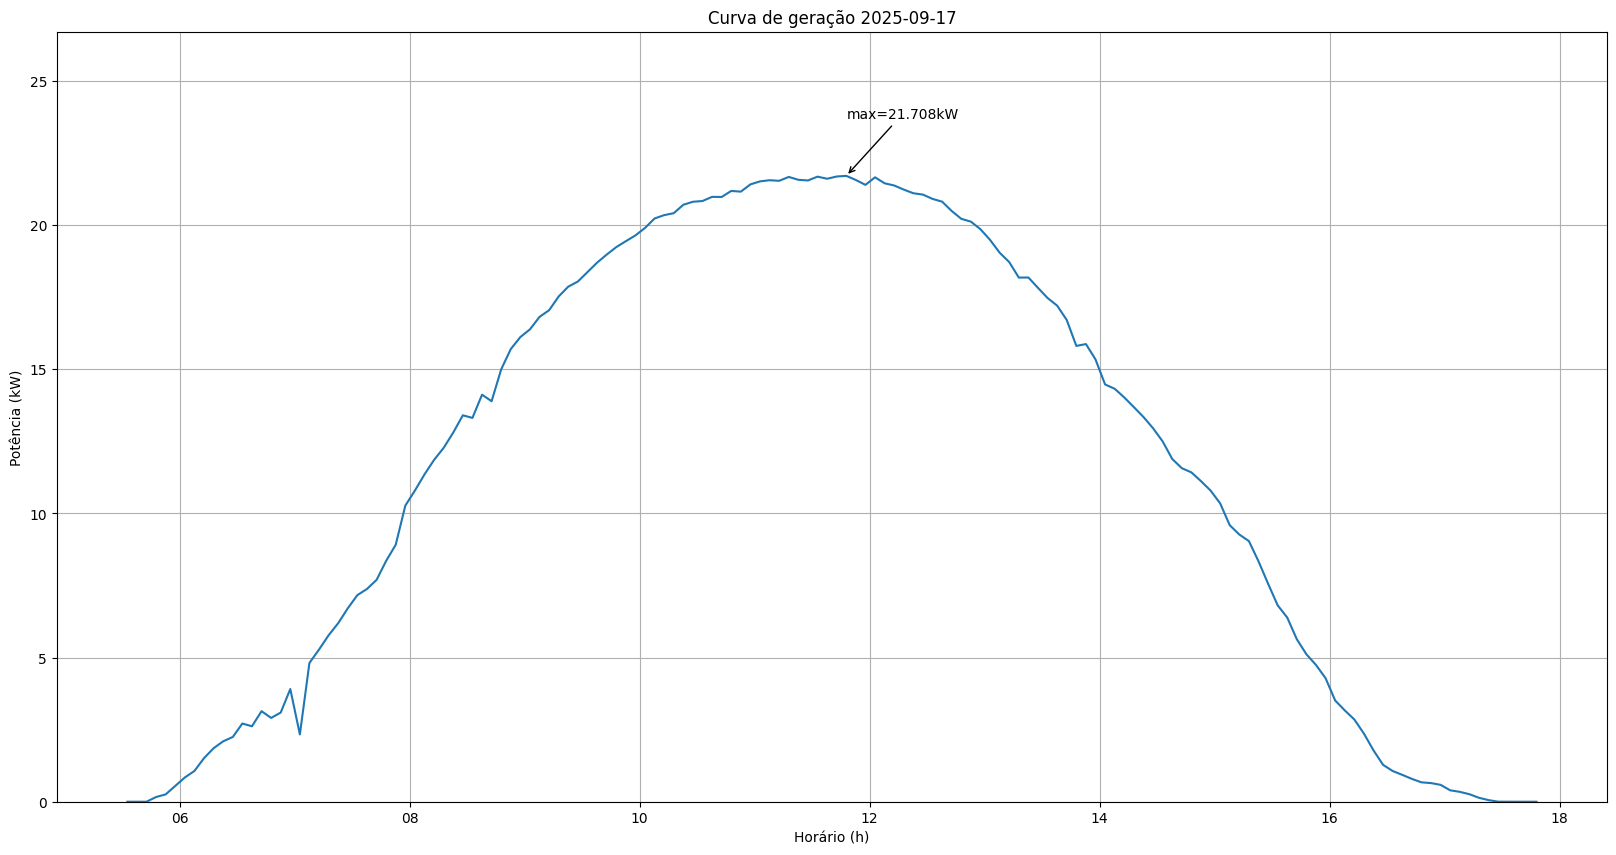 Curva de geração 2025-09-17
25
max=21.708kW
20
15
Potência (kW)
10
5
0
06 08 10 12 14 16 18
Horário (h)